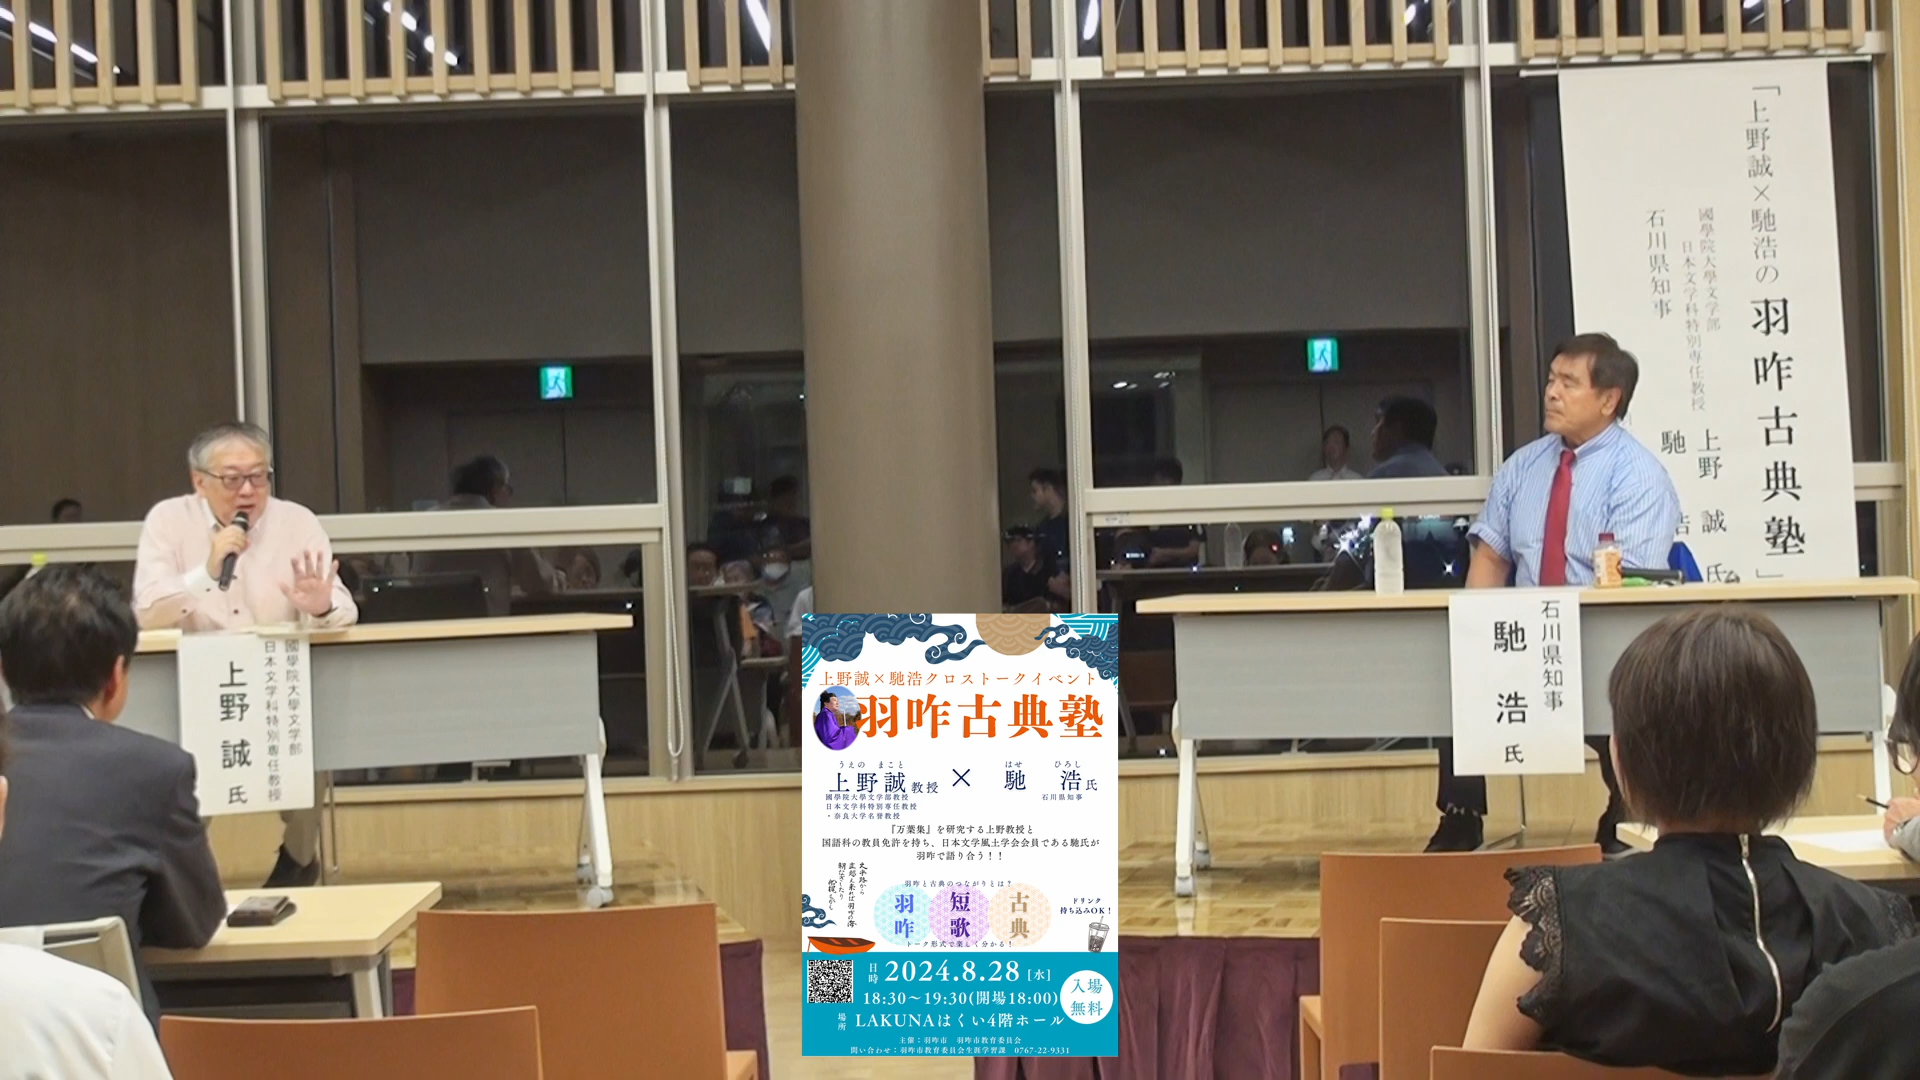 「上野誠×馳浩の羽咋古典塾」
國學院大學文学部
日本文学科特別専任教授
上野 誠 氏
石川県知事
馳 浩
國學院大學文学部
日本文学科特別専任教授
上野 誠 氏
石川県知事
馳 浩 氏
上野誠×馳浩クロストークイベント
羽咋古典塾
うえの まこと
上野誠教授
國學院大學文学部教授
日本文学科特別専任教授
・奈良大学名誉教授
×
はせ ひろし
馳 浩氏
石川県知事
『万葉集』を研究する上野教授と
国語科の教員免許を持ち、日本文学風土学会会員である馳氏が
羽咋で語り合う！！
羽咋と古典のつながりとは？
羽咋
短歌
古典
トーク形式で楽しく分かる！
ドリンク
持ち込みOK！
日時
2024.8.28 [水]
18:30～19:30(開場18:00)
場所
LAKUNAはくい4階ホール
入場
無料
主催：羽咋市 羽咋市教育委員会
問い合わせ：羽咋市教育委員会生涯学習課 0767-22-9331